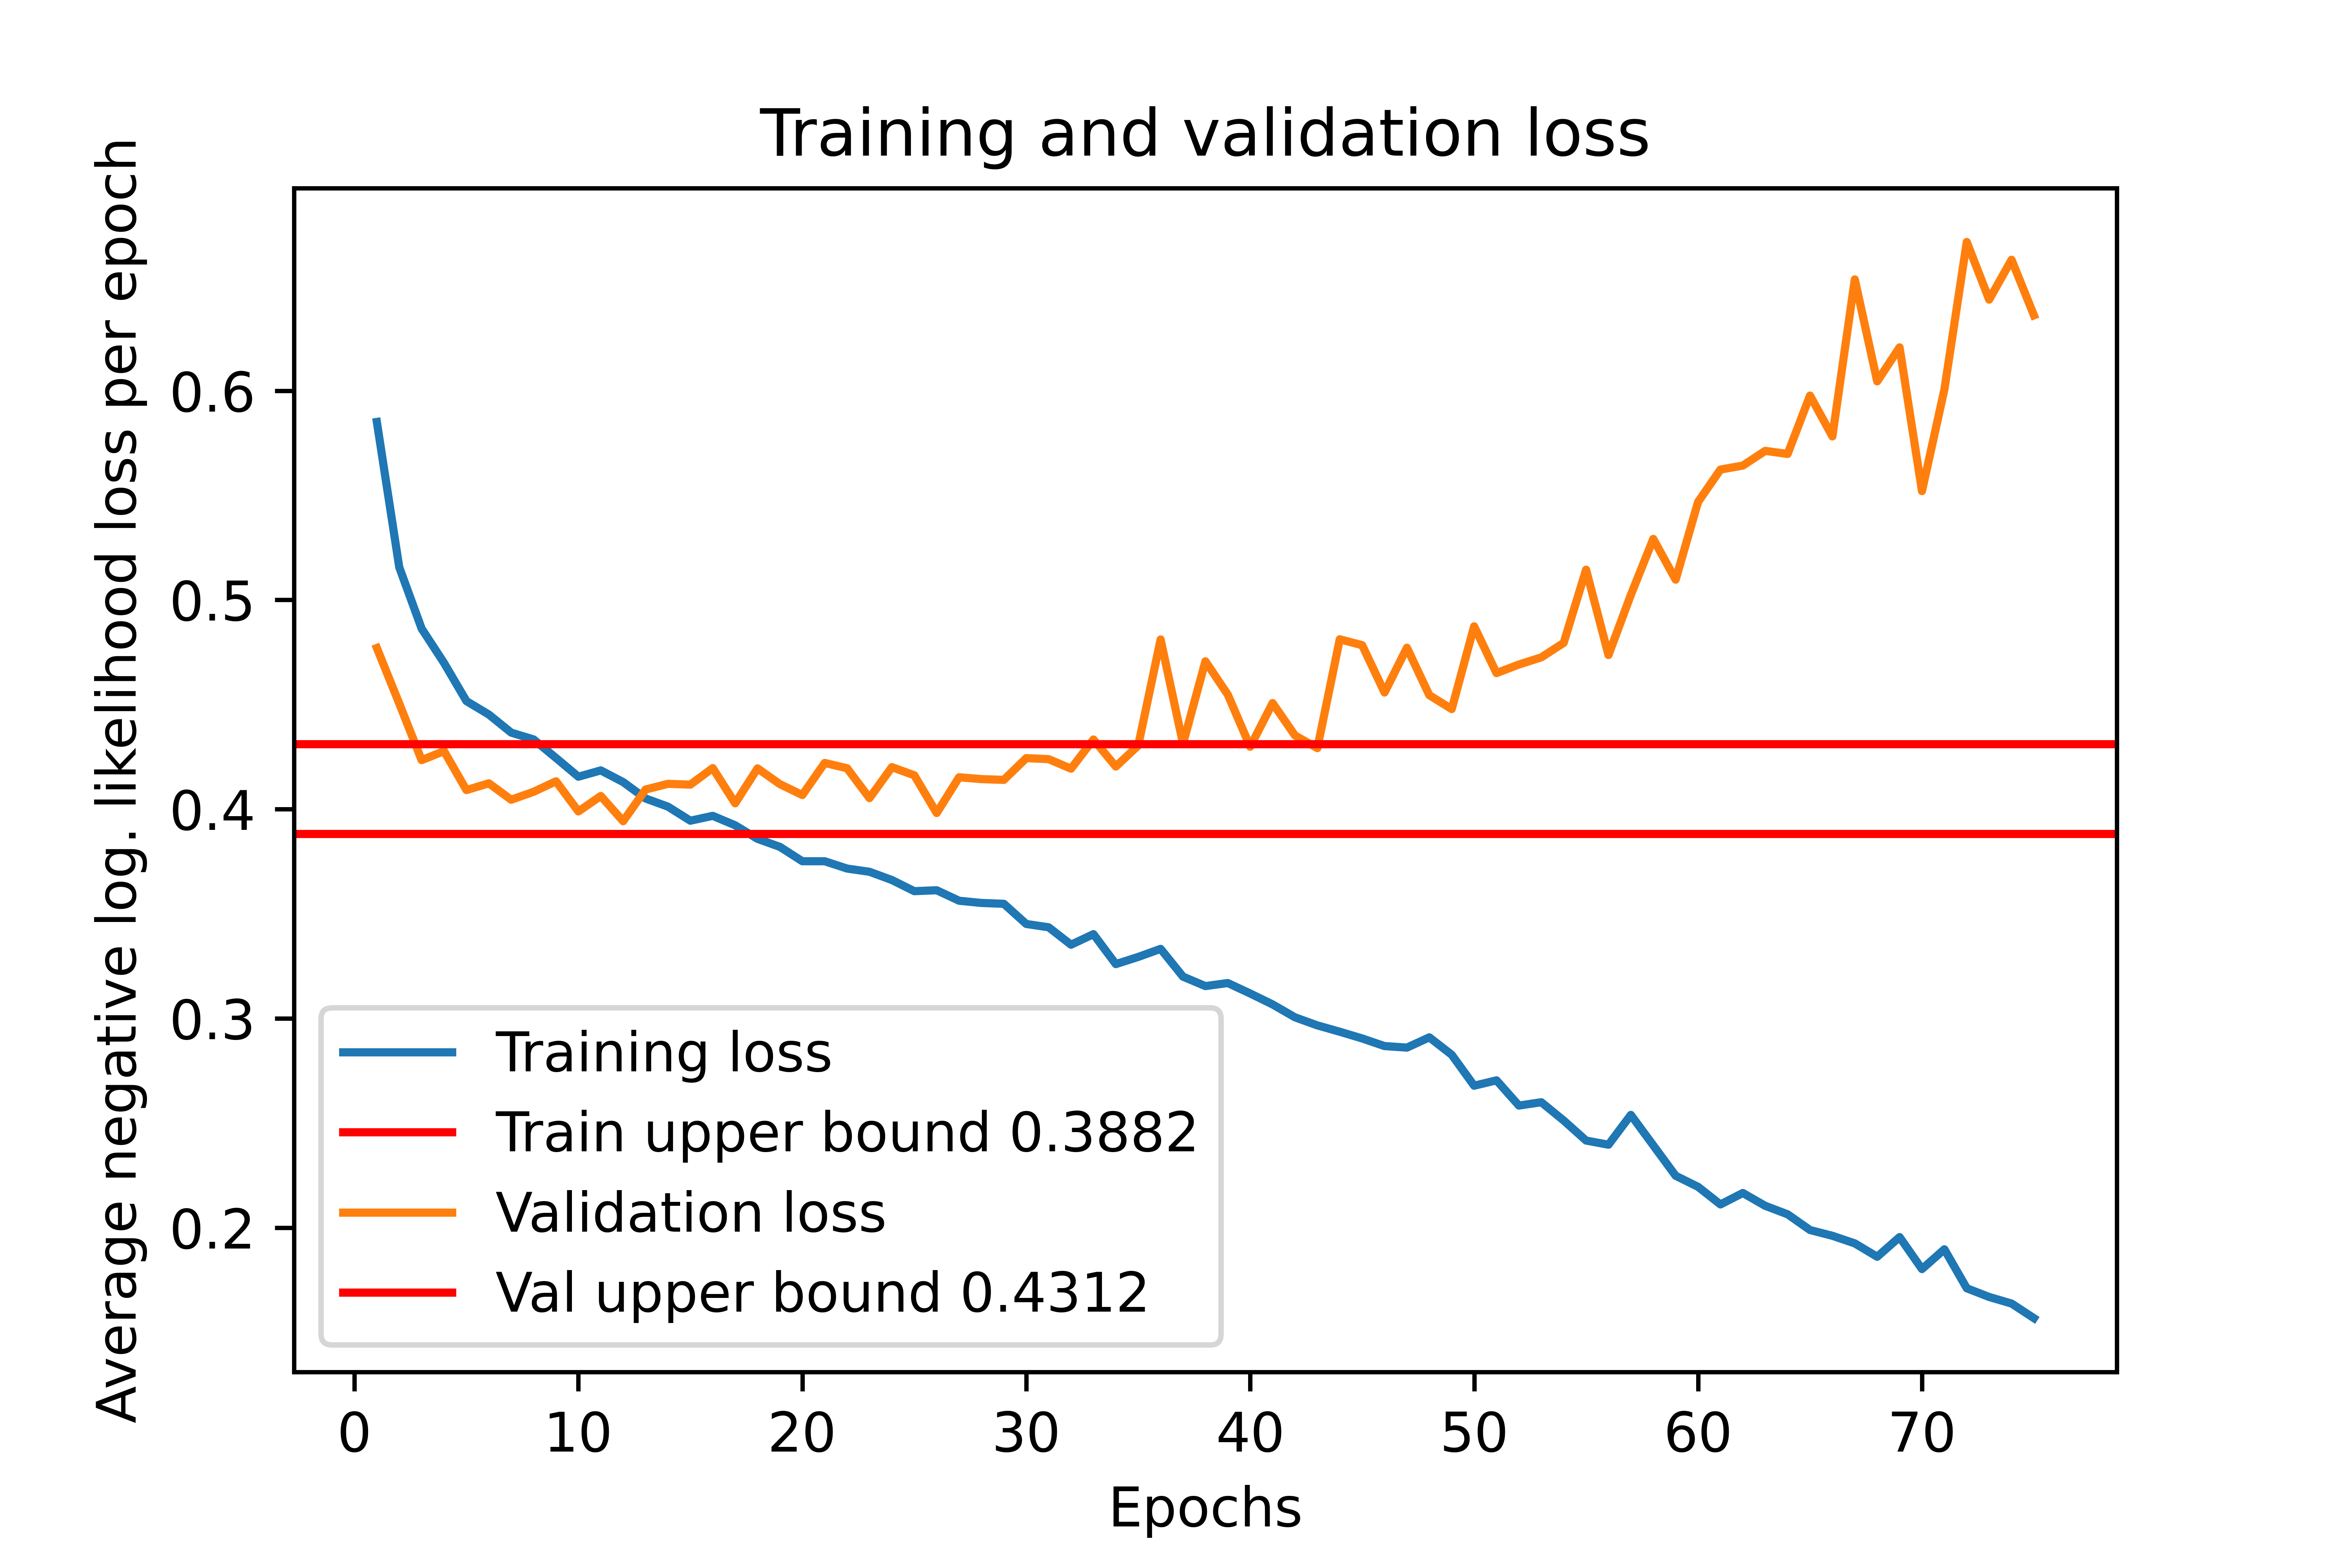 Training and validation loss
Average negative log. likelihood loss per epoch
0.6
0.5
0.4
0.3
0.2
Training loss
Train upper bound 0.3882
Validation loss
Val upper bound 0.4312
0 10 20 30 40 50 60 70
Epochs